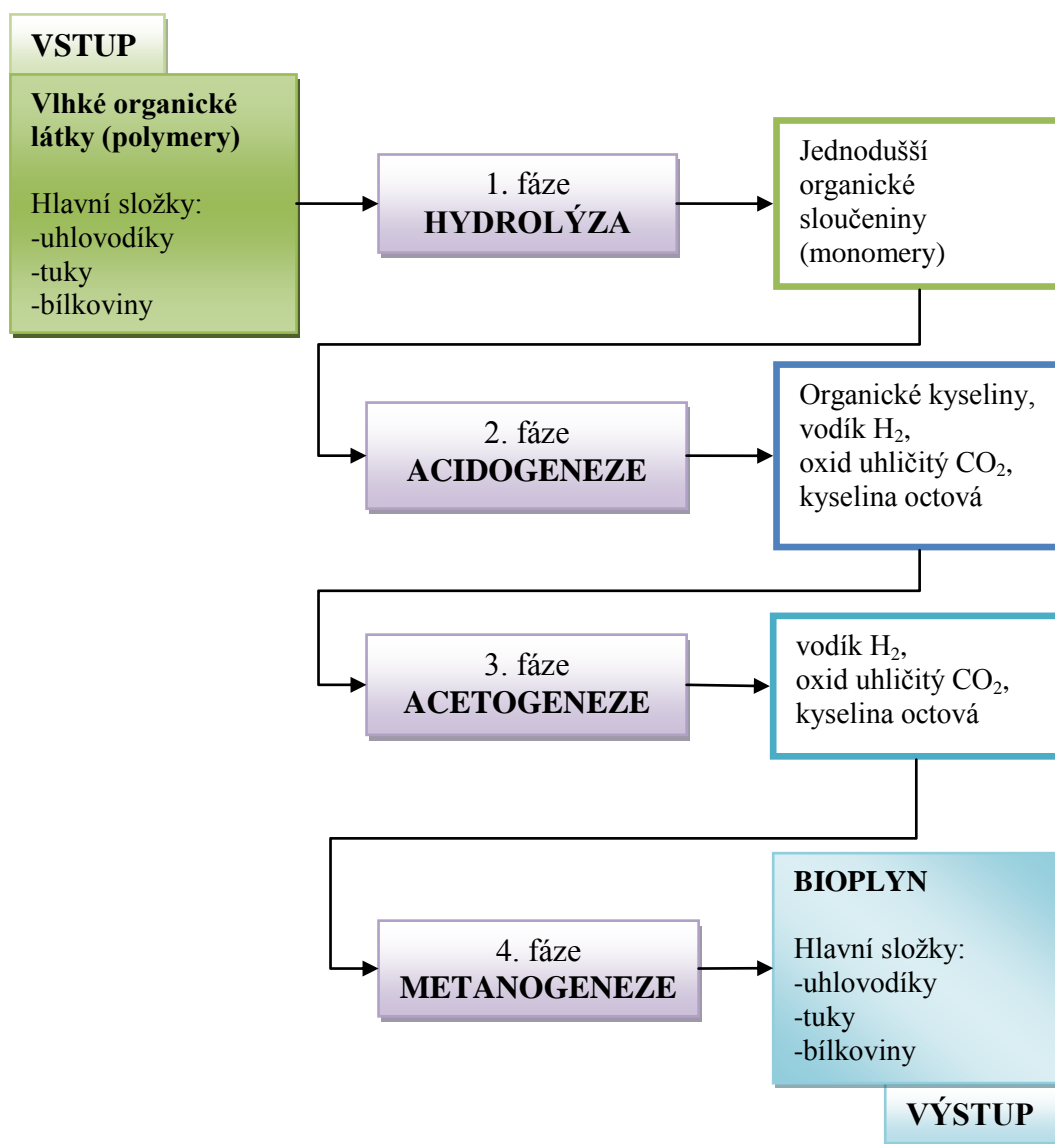 VSTUP
Vlhké organické
látky (polymery)
Hlavní složky:
-uhlovodíky
-tuky
-bílkoviny
1. fáze
HYDROLÝZA
Jednodušší
organické
sloučeniny
(monomery)
2. fáze
ACIDOGENEZE
Organické kyseliny,
vodík H₂,
oxid uhličitý CO₂,
kyselina octová
3. fáze
ACETOGENEZE
vodík H₂,
oxid uhličitý CO₂,
kyselina octová
4. fáze
METANOGENEZE
BIOPLYN
Hlavní složky:
-uhlovodíky
-tuky
-bílkoviny
VÝSTUP